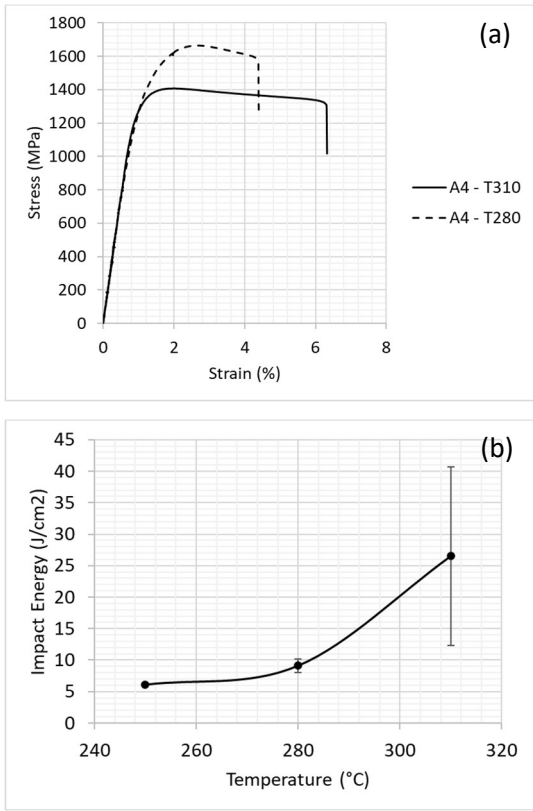 (a)
1800
1600
1400
1200
1000
800
600
400
200
0
Stress (MPa)
0 2 4 6 8
Strain (%)
A4 - T310
A4 - T280
(b)
45
40
35
30
25
20
15
10
5
0
Impact Energy (J/cm2)
240 260 280 300 320
Temperature (°C)